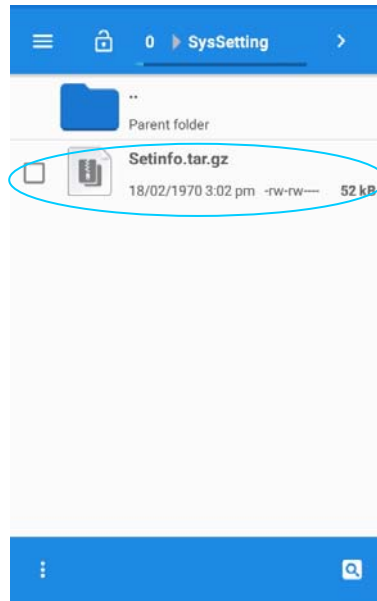 0 SysSetting
..
Parent folder
Setinfo.tar.gz
18/02/1970 3:02 pm -rw-rw---- 52 kB